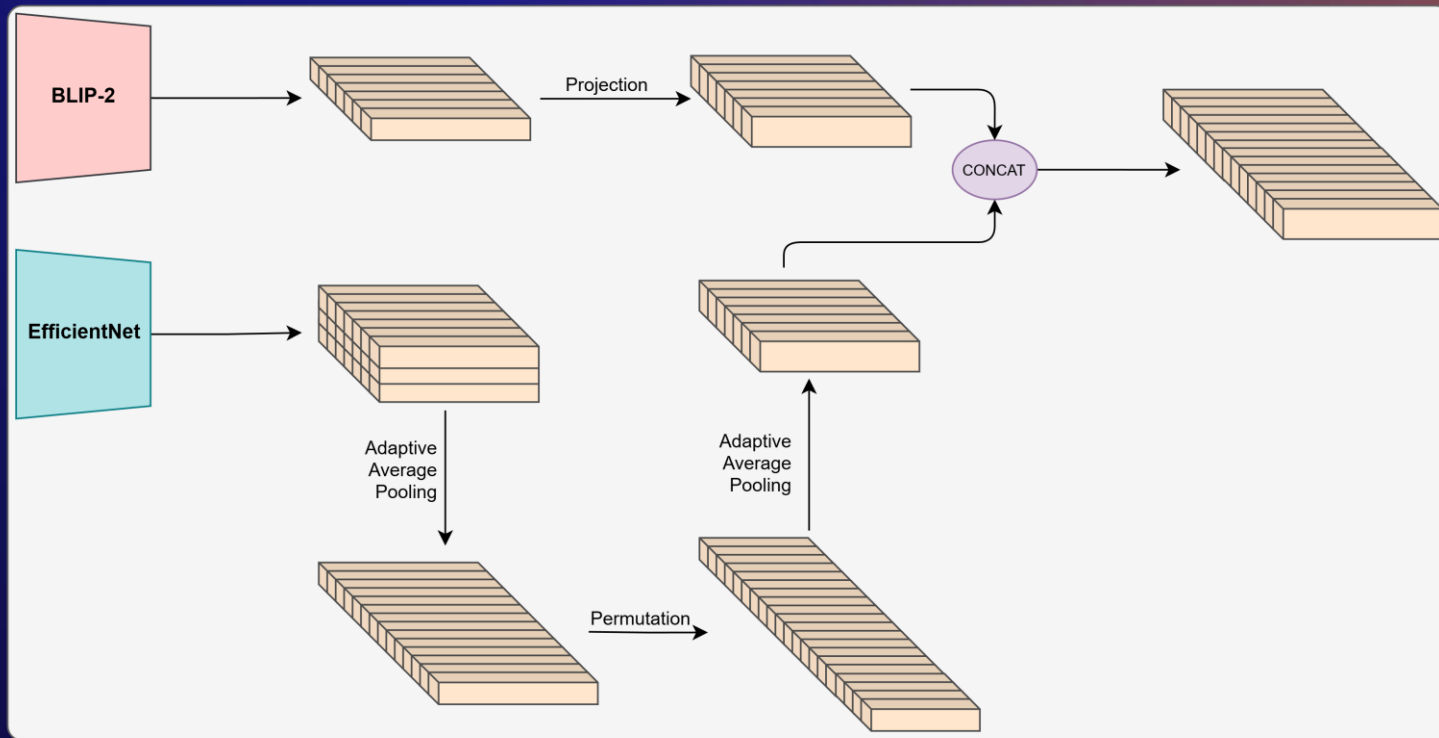 BLIP-2
Projection
CONCAT
EfficientNet
Adaptive
Average
Pooling
Adaptive
Average
Pooling
Permutation